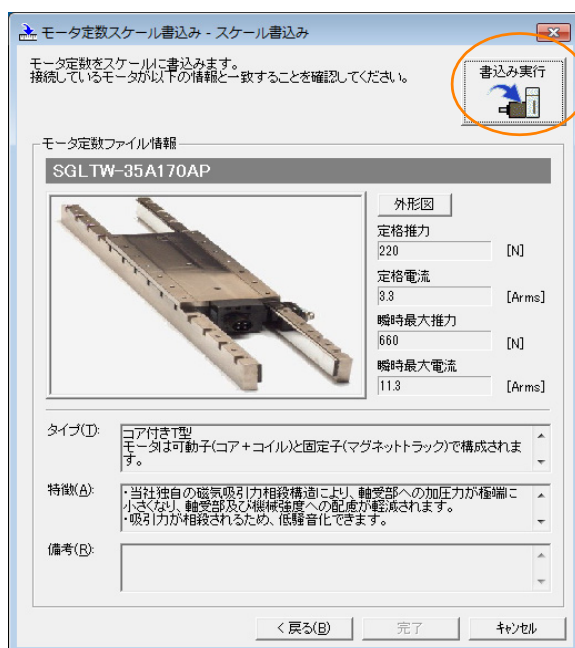 モータ定数スケール書込み - スケール書込み
モータ定数をスケールに書込みます。
接続しているモータが以下の情報と一致することを確認してください。
書込み実行
モータ定数ファイル情報
SGLTW-35A170AP
外形図
定格推力
220 [N]
定格電流
3.3 [Arms]
瞬時最大推力
660 [N]
瞬時最大電流
11.3 [Arms]
タイプ(T):
コア付きT型
モータは可動子(コア+コイル)と固定子(マグネットトラック)で構成されま
す。
特徴(A):
・当社独自の磁気吸引力相殺構造により、軸受部への加圧力が極端に
小さくなり、軸受部及び機械強度への配慮が軽減されます。
・吸引力が相殺されるため、低騒音化できます。
備考(R):
< 戻る(B)
完了
キャンセル